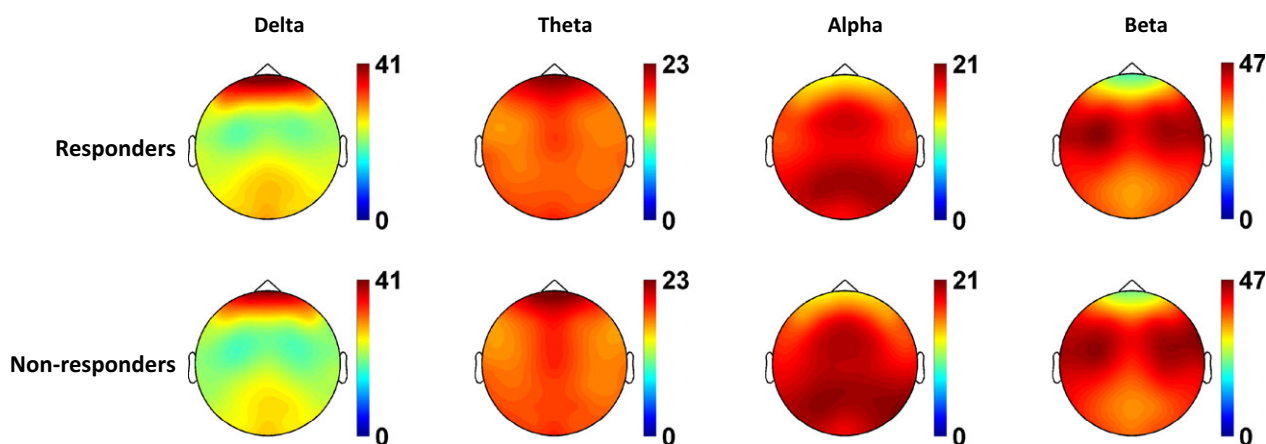 Delta Theta Alpha Beta
41 23 21 47
Responders
0 0 0 0
41 23 21 47
Non-responders
0 0 0 0